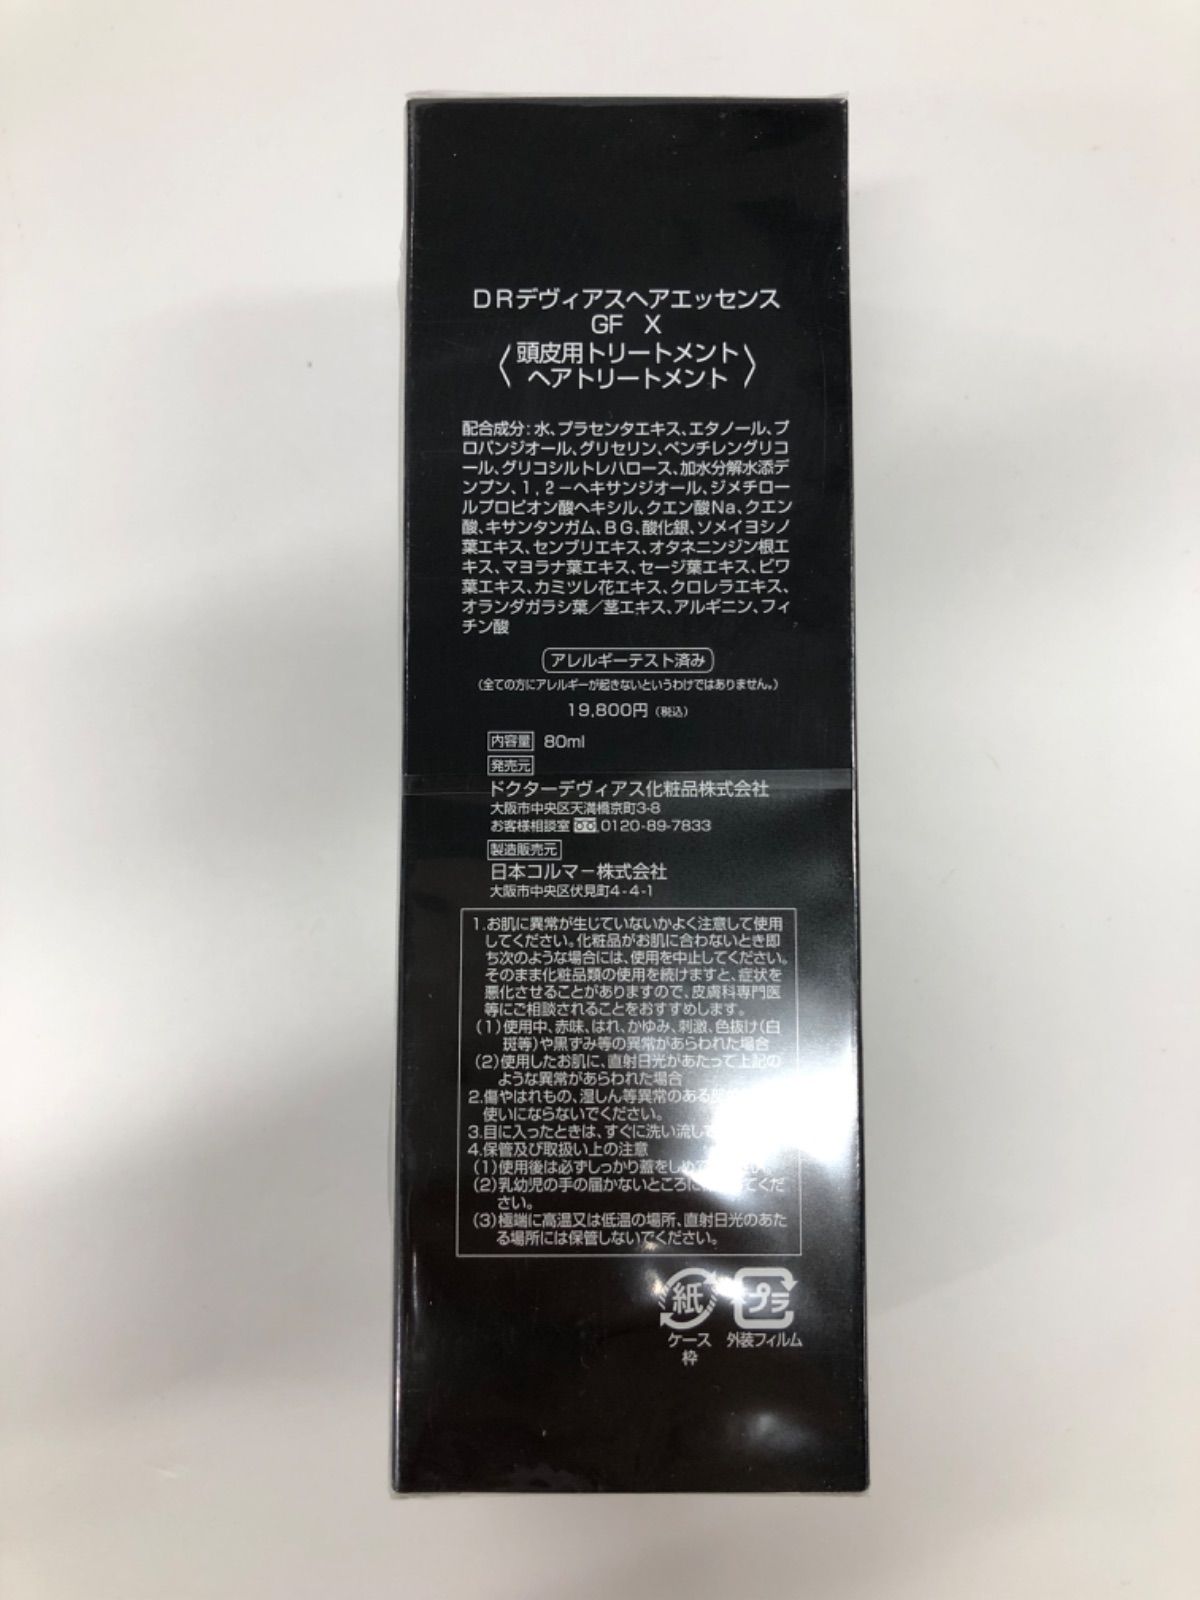 DRデヴィアスヘアエッセンス
GF X
〈頭皮用トリートメント
ヘアトリートメント〉
配合成分:水、プラセンタエキス、エタノール、プ
ロパンジオール、グリセリン、ペンチレングリコ
ール、グリコシルトレハロース、加水分解水添デ
ンプン、1,2-ヘキサンジオール、ジメチロー
ルプロピオン酸ヘキシル、クエン酸Na、クエン
酸、キサンタンガム、BG、酸化銀、ソメイヨシノ
葉エキス、センブリエキス、オタネニンジン根エ
キス、マヨラナ葉エキス、セージ葉エキス、ビワ
葉エキス、カミツレ花エキス、クロレラエキス、
オランダガラシ葉/茎エキス、アルギニン、フィ
チン酸
アレルギーテスト済み
(全ての方にアレルギーが起きないというわけではありません。)
19,800円(税込)
内容量 80ml
発売元
ドクターデヴィアス化粧品株式会社
大阪市中央区天満橋京町3-8
お客様相談室 0120-89-7833
製造販売元
日本コルマー株式会社
大阪市中央区伏見町4-4-1
1.お肌に異常が生じていないかよく注意して使用
してください。化粧品がお肌に合わないとき即
ち次のような場合には、使用を中止してください。
そのまま化粧品類の使用を続けますと、症状を
悪化させることがありますので、皮膚科専門医
等にご相談されることをおすすめします。
(1)使用中、赤味、はれ、かゆみ、刺激、色抜け(白
斑等)や黒ずみ等の異常があらわれた場合
(2)使用したお肌に、直射日光があたって上記の
ような異常があらわれた場合
2.傷やはれもの、湿しん等異常のある
使いにならないでください。
3.目に入ったときは、すぐに洗い流して
4.保管及び取扱い上の注意
(1)使用後は必ずしっかり蓋をしめて
(2)乳幼児の手の届かないところに てくだ
さい。
(3)極端に高温又は低温の場所、直射日光のあた
る場所には保管しないでください。
紙 プラ
ケース 外装フィルム
枠